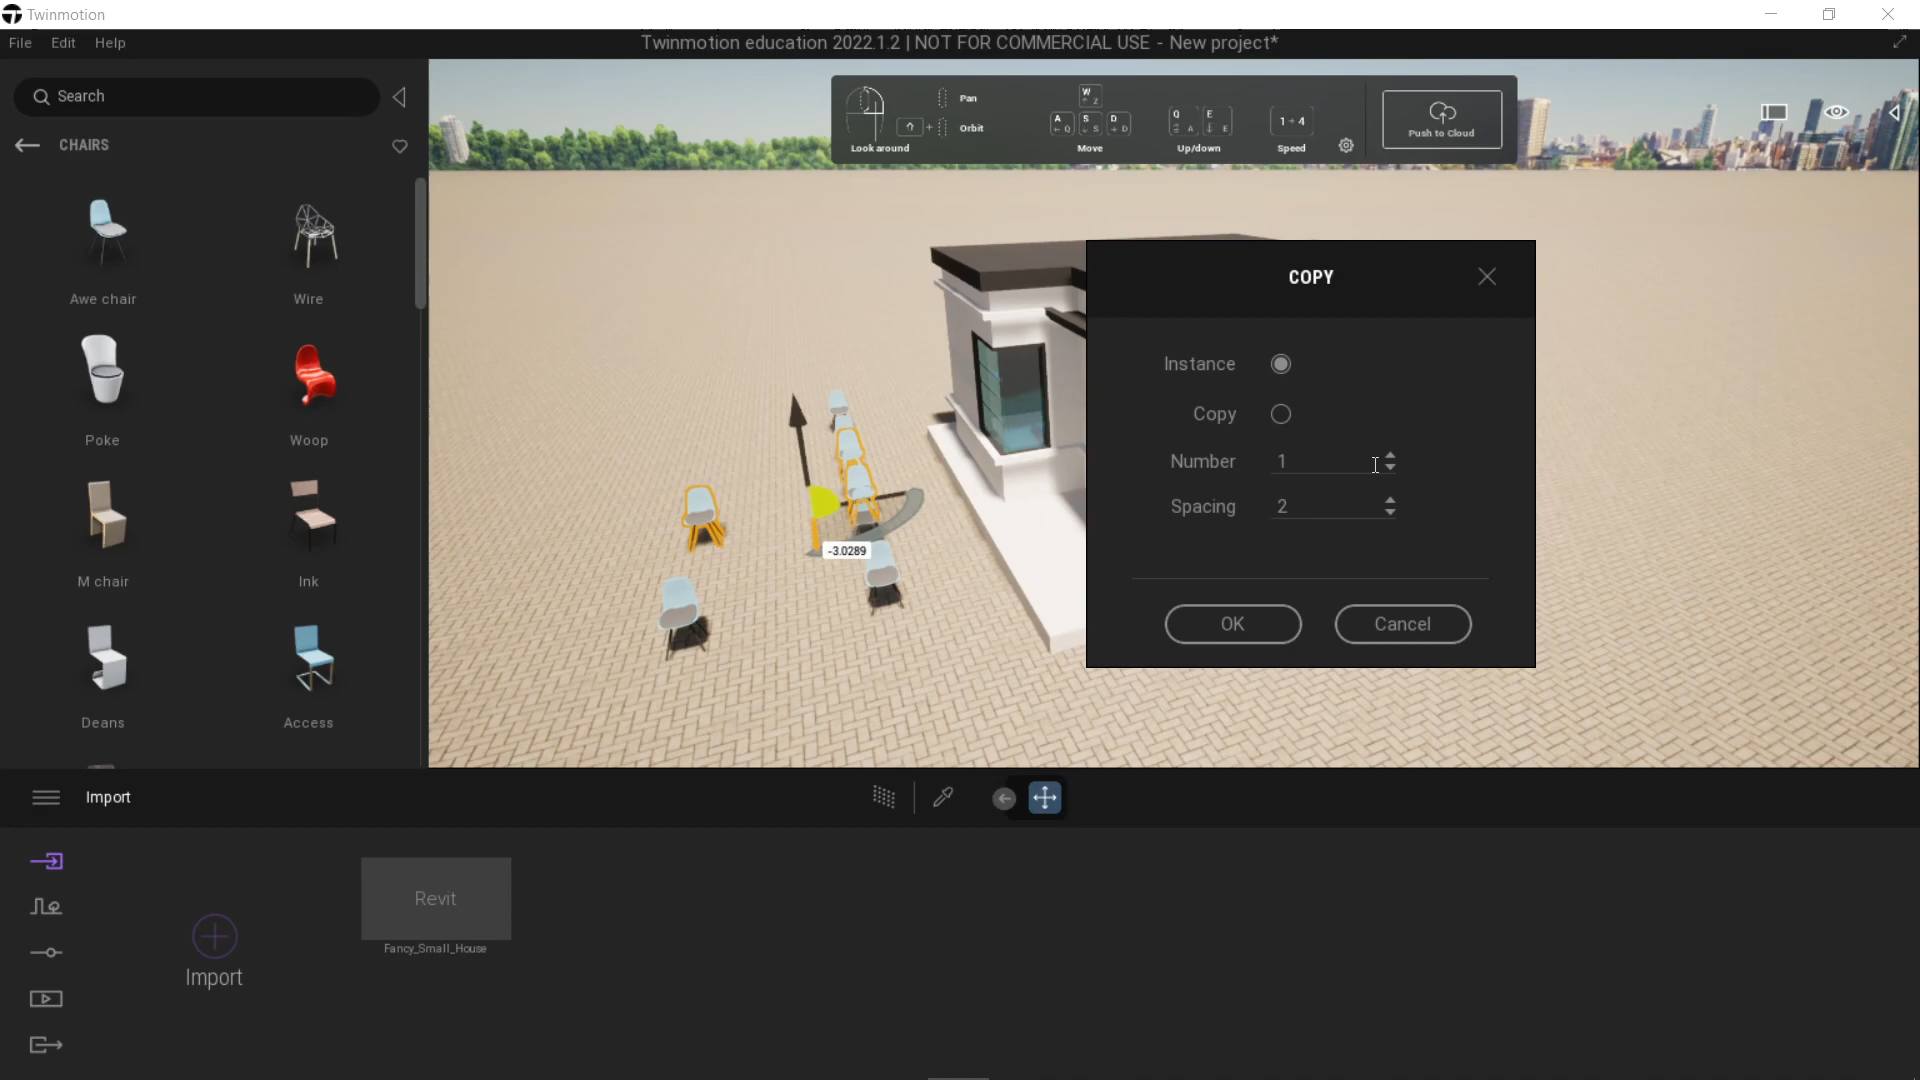 Twinmotion
File Edit Help
Twinmotion education 2022.1.2 | NOT FOR COMMERCIAL USE - New project*
Search
CHAIRS
Awe chair
Wire
Poke
Woop
M chair
Ink
Deans
Access
Look around
Pan
+
Orbit
W
Z
A
Q
S
S
D
D
Move
Q
A
E
E
Up/down
1 4
Speed
Push to Cloud
COPY
Instance
Copy
Number 1
Spacing 2
OK
Cancel
-3.0289
Import
Import
Revit
Fancy_Small_House